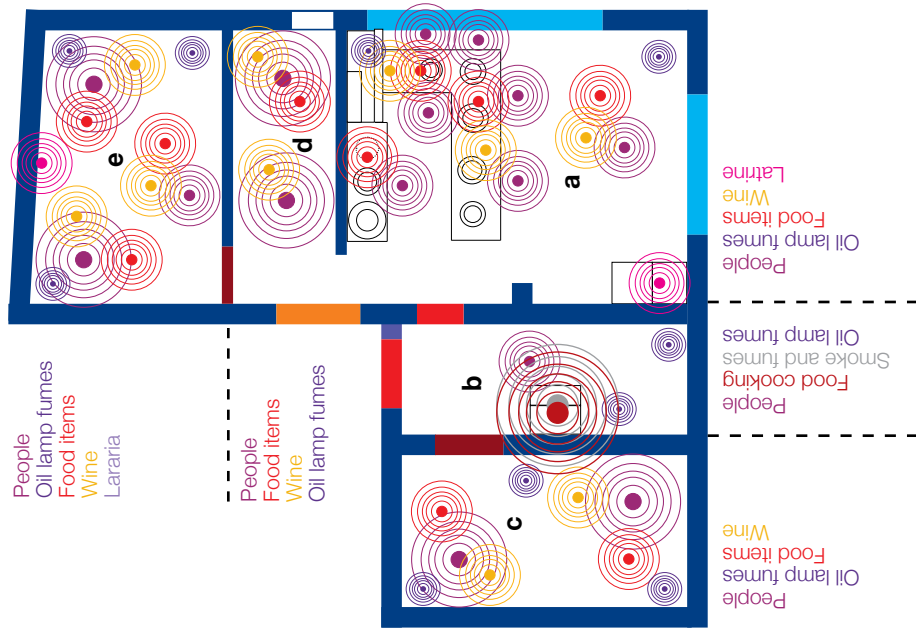 e
d
a
b
c
People
Oil lamp fumes
Food items
Wine
Lararia
People
Food items
Wine
Oil lamp fumes
People
Oil lamp fumes
Food items
Wine
Latrine
People
Food cooking
Smoke and fumes
Oil lamp fumes
People
Oil lamp fumes
Food items
Wine